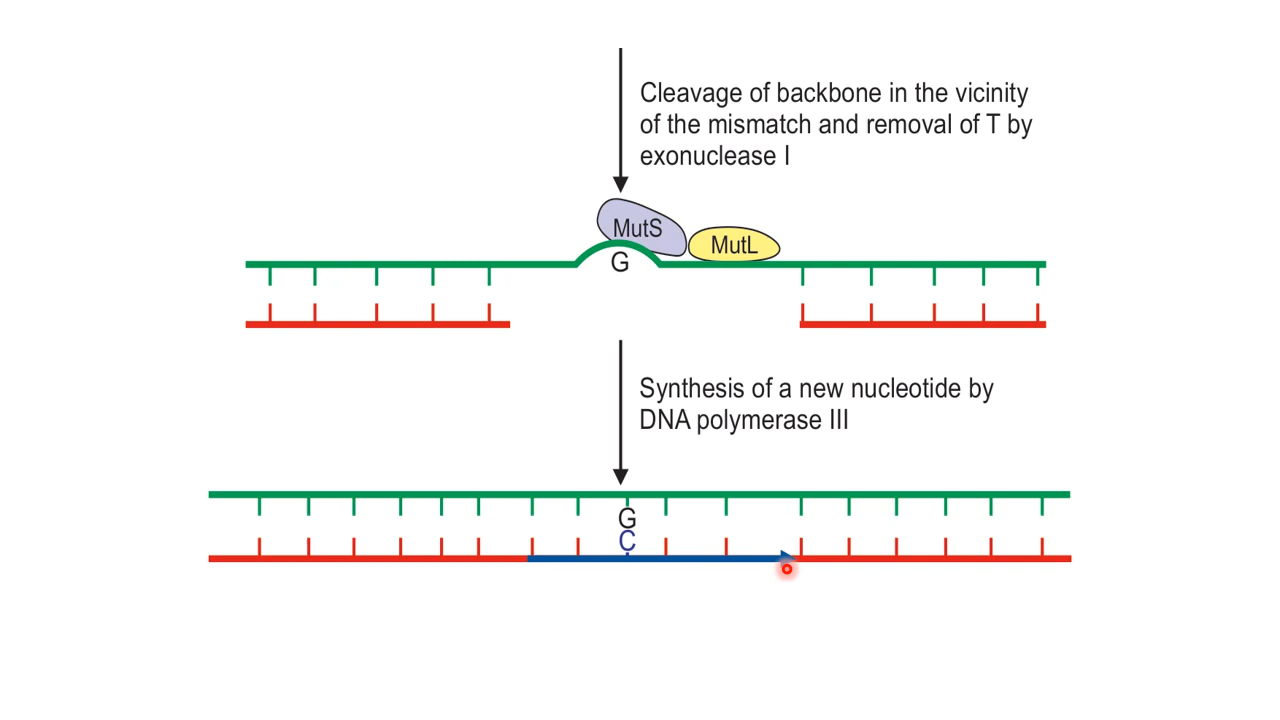 Cleavage of backbone in the vicinity
of the mismatch and removal of T by
exonuclease I
MutS
MutL
G
Synthesis of a new nucleotide by
DNA polymerase III
G
C